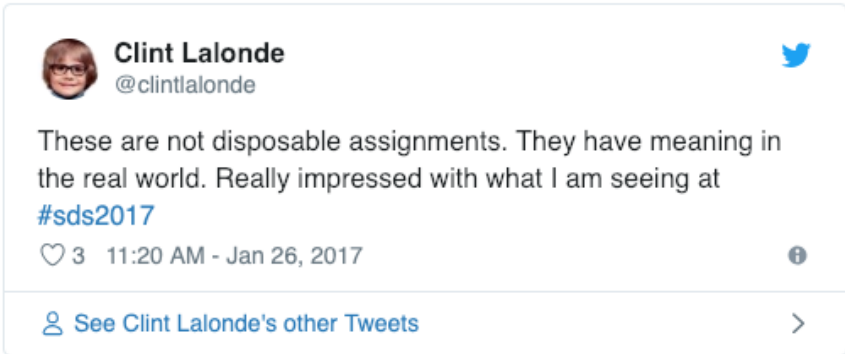 Clint Lalonde
@clintlalonde
These are not disposable assignments. They have meaning in
the real world. Really impressed with what I am seeing at
#sds2017
3 11:20 AM - Jan 26, 2017
See Clint Lalonde's other Tweets